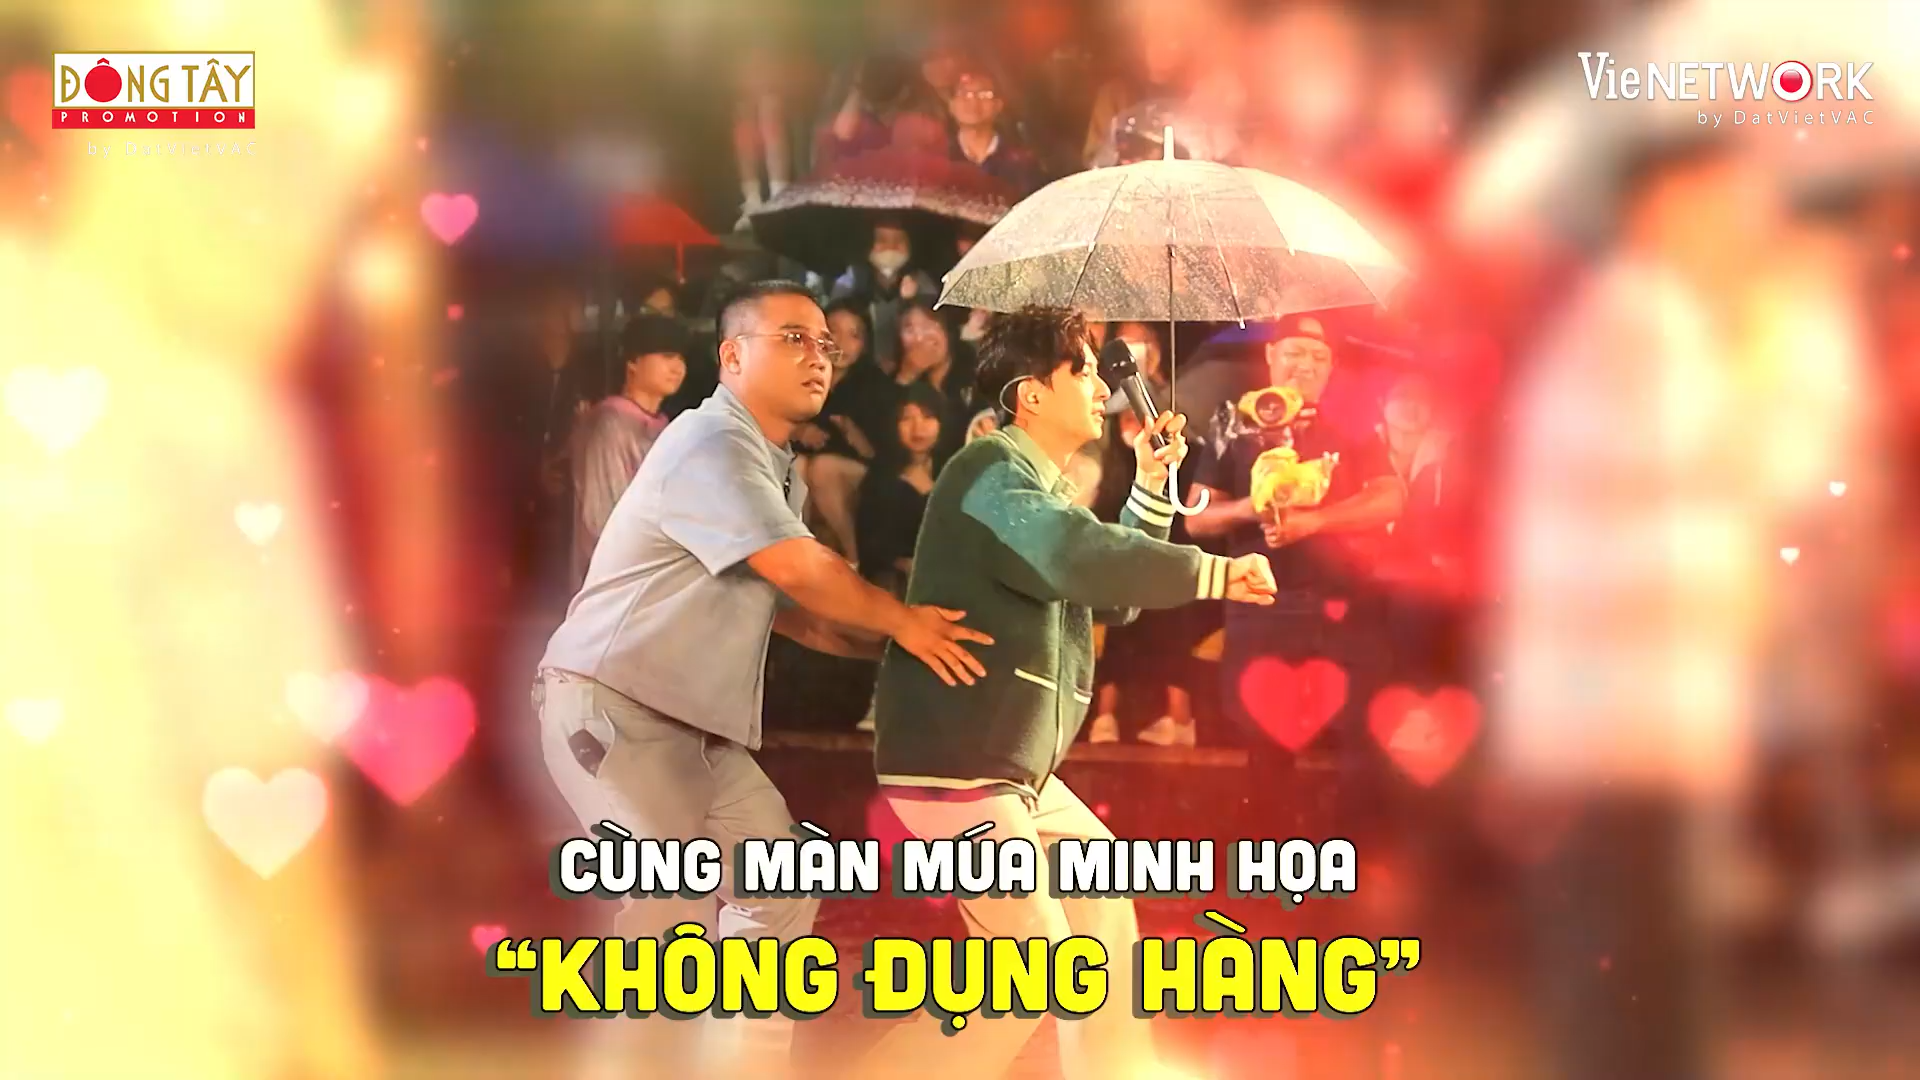 ĐÔNG TÂY
PROMOTION
by DatVietVAC
VieNETWORK
by DatVietVAC
CÙNG MÀN MÚA MINH HỌA
“KHÔNG ĐỤNG HÀNG”